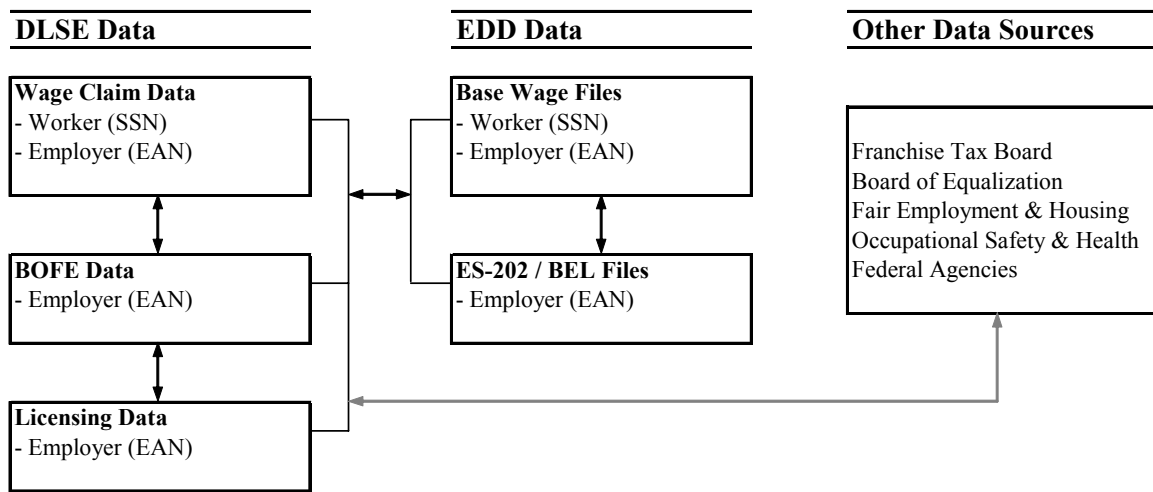 DLSE Data
Wage Claim Data
- Worker (SSN)
- Employer (EAN)
BOFE Data
- Employer (EAN)
Licensing Data
- Employer (EAN)
EDD Data
Base Wage Files
- Worker (SSN)
- Employer (EAN)
ES-202 / BEL Files
- Employer (EAN)
Other Data Sources
Franchise Tax Board
Board of Equalization
Fair Employment & Housing
Occupational Safety & Health
Federal Agencies